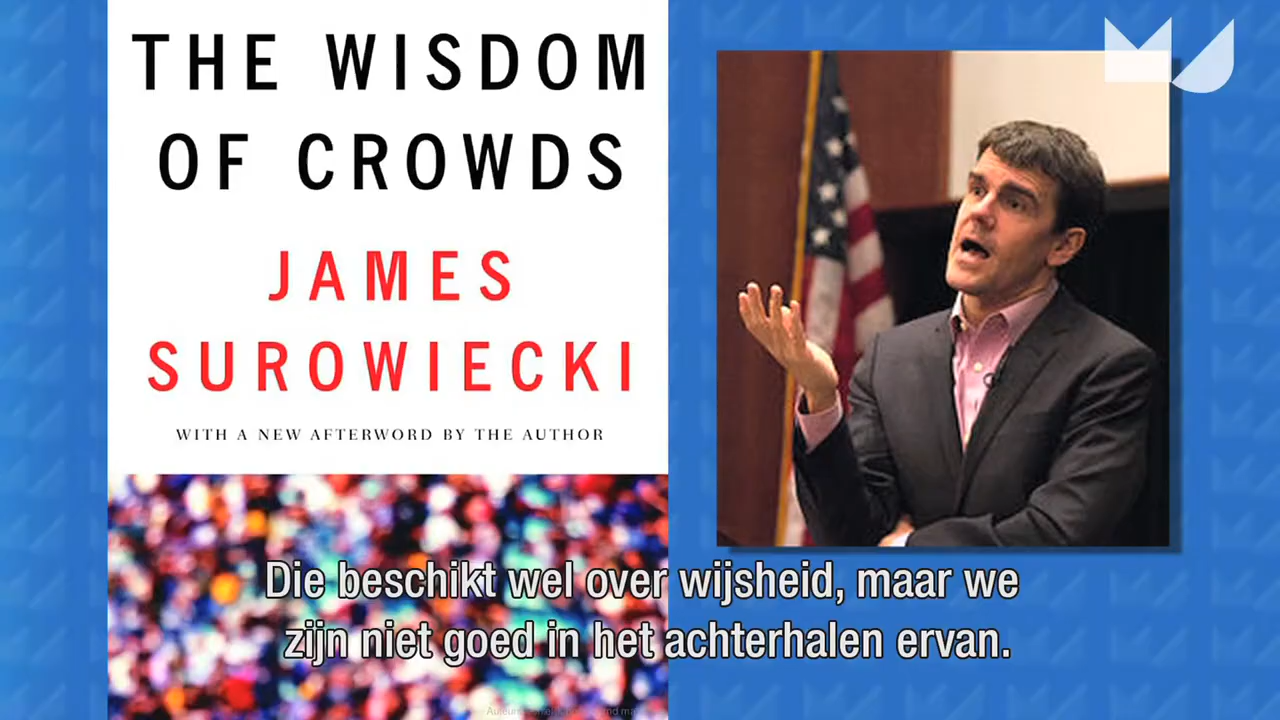 THE WISDOM
OF CROWDS
JAMES
SUROWIECKI
WITH A NEW AFTERWORD BY THE AUTHOR
Die beschikt wel over wijsheid, maar we
zijn niet goed in het achterhalen ervan.